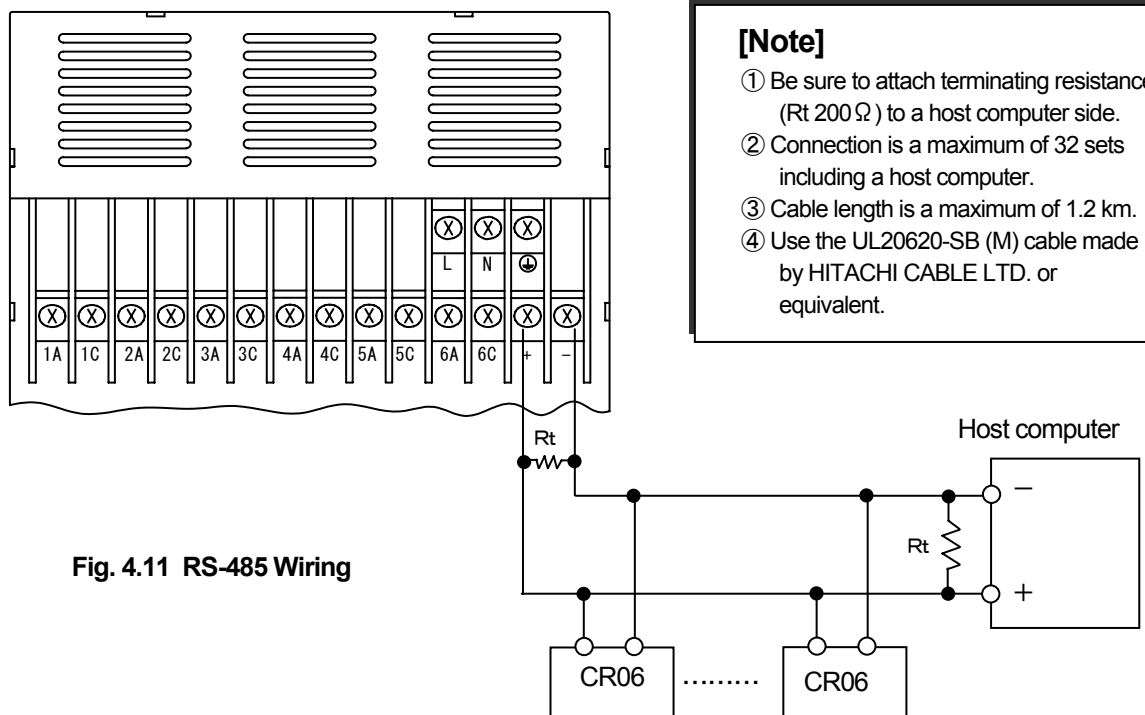 [Note]
① Be sure to attach terminating resistance
(Rt 200Ω) to a host computer side.
② Connection is a maximum of 32 sets
including a host computer.
③ Cable length is a maximum of 1.2 km.
④ Use the UL20620-SB (M) cable made
by HITACHI CABLE LTD. or
equivalent.
L N
1A 1C 2A 2C 3A 3C 4A 4C 5A 5C 6A 6C + -
Rt
Host computer
−
Rt
+
Fig. 4.11 RS-485 Wiring
CR06 ......... CR06